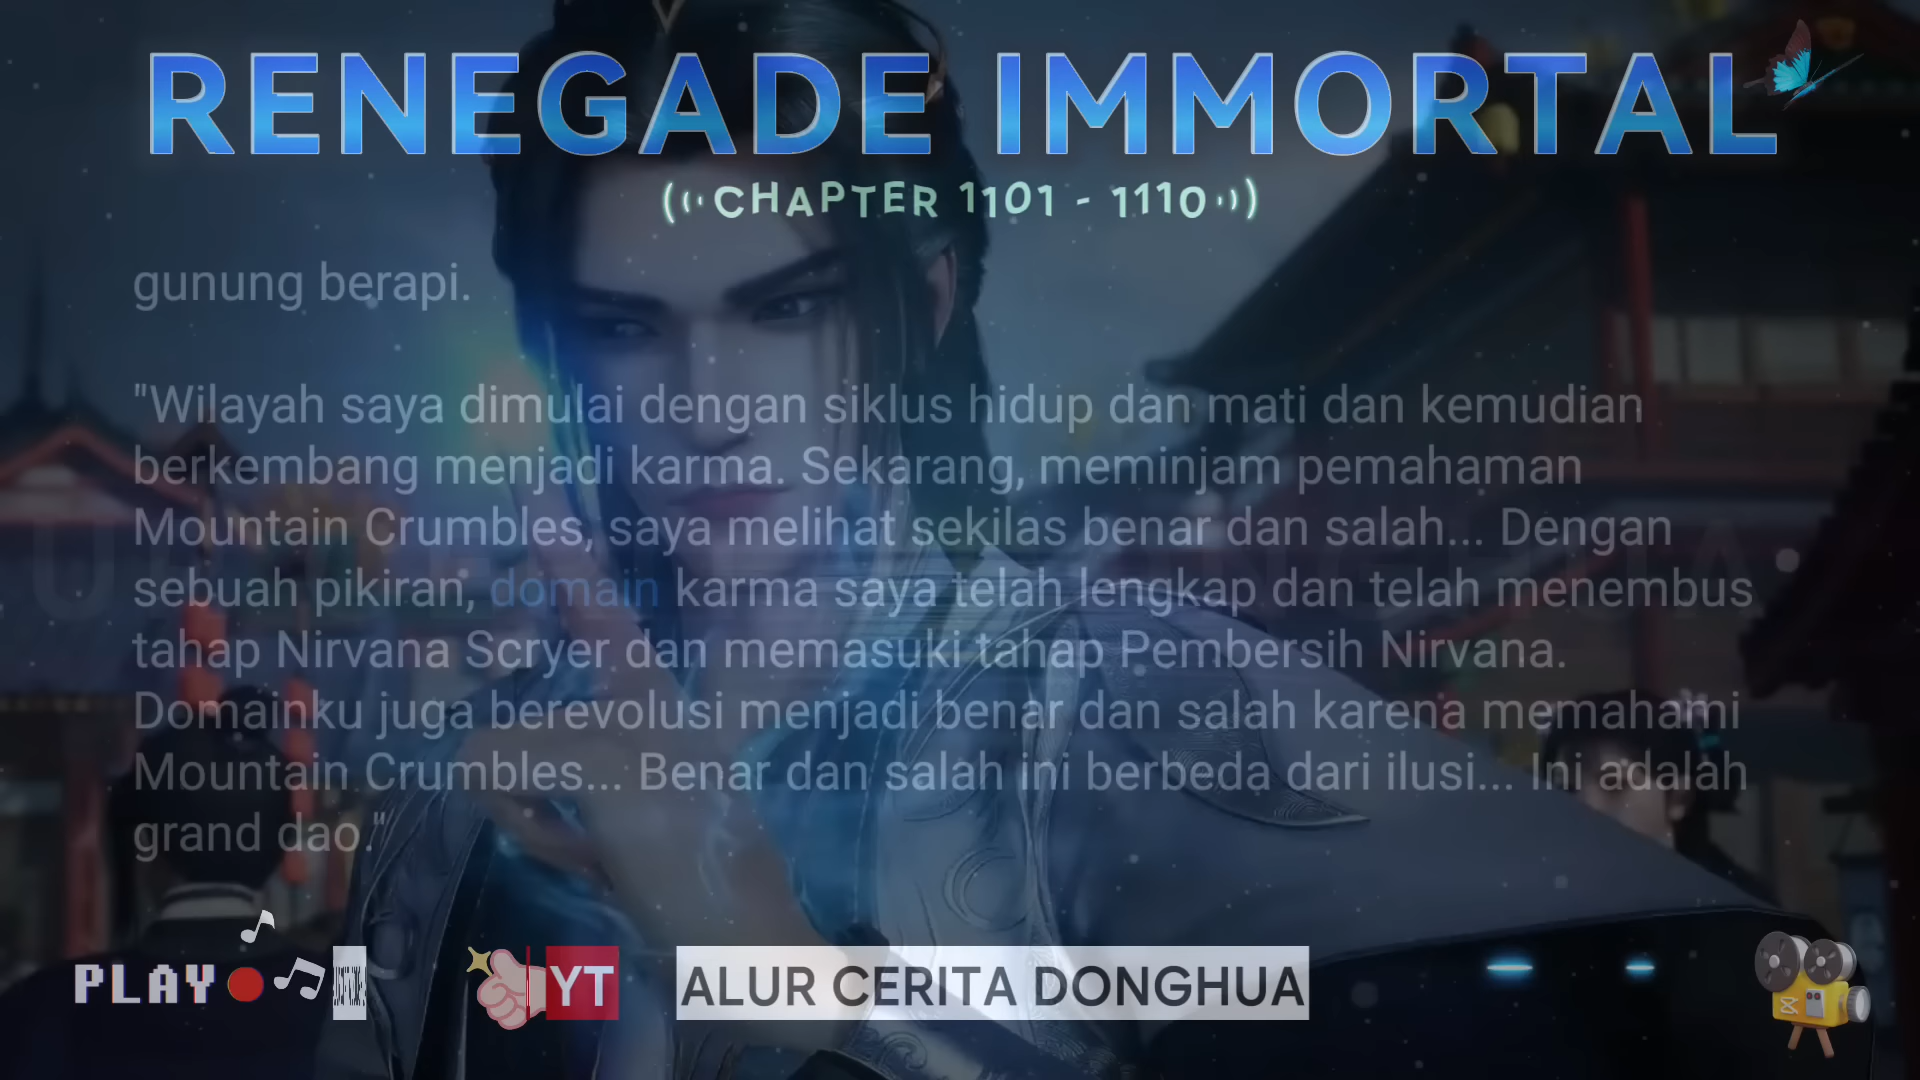 RENEGADE IMMORTAL
CHAPTER 1101 - 1110
gunung berapi.
"Wilayah saya dimulai dengan siklus hidup dan mati dan kemudian
berkembang menjadi karma. Sekarang, meminjam pemahaman
Mountain Crumbles, saya melihat sekilas benar dan salah... Dengan
sebuah pikiran, domain karma saya telah lengkap dan telah menembus
tahap Nirvana Scryer dan memasuki tahap Pembersih Nirvana.
Domain ku juga berevolusi menjadi benar dan salah karena memahami
Mountain Crumbles... Benar dan salah ini berbeda dari ilusi... Ini adalah
grand dao."
PLAY
YT
ALUR CERITA DONGHUA